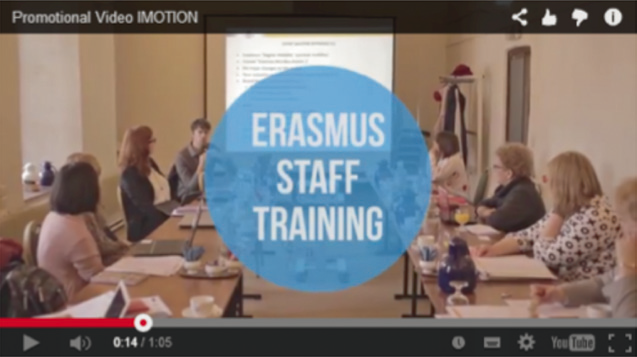 Promotional Video IMOTION
ERASMUS
STAFF
TRAINING
0:14 / 1:05
YouTube